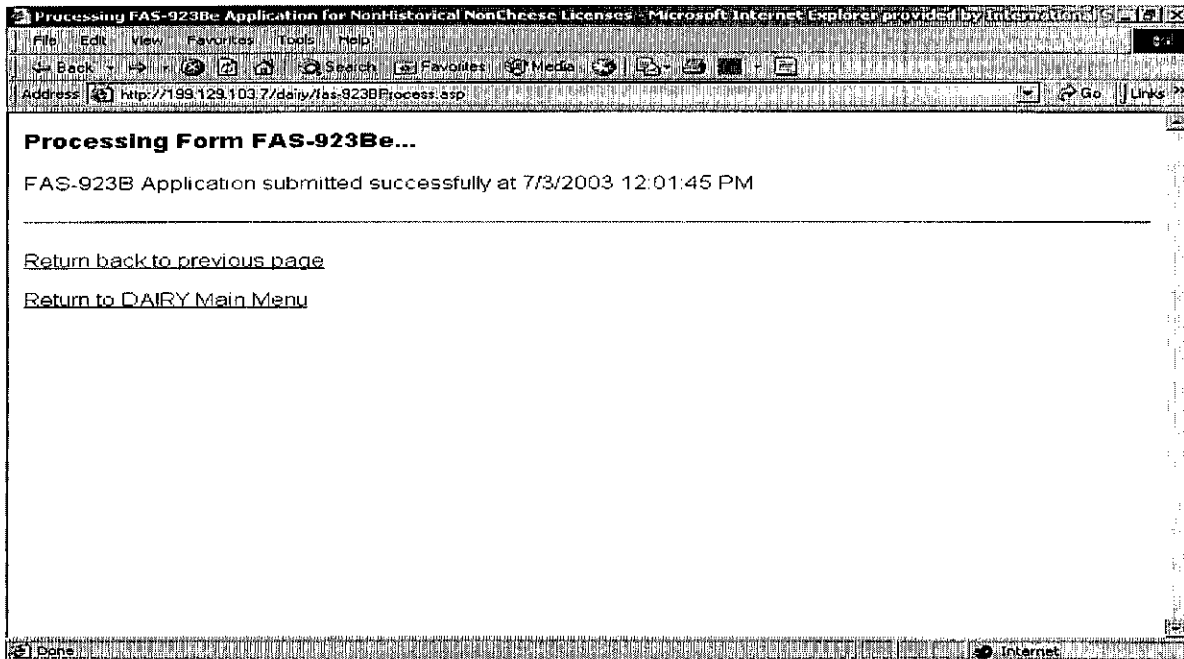 Processing FAS-923Be Application for NonHistorical NonCheese Licenses - Microsoft Internet Explorer provided by International S
File Edit View Favorites Tools Help
Back Search Favorites Media
Address http://199.129.103.7/dairy/fas-923BProcess.asp Go Links »
Processing Form FAS-923Be...
FAS-923B Application submitted successfully at 7/3/2003 12:01:45 PM
Return back to previous page
Return to DAIRY Main Menu
Done Internet